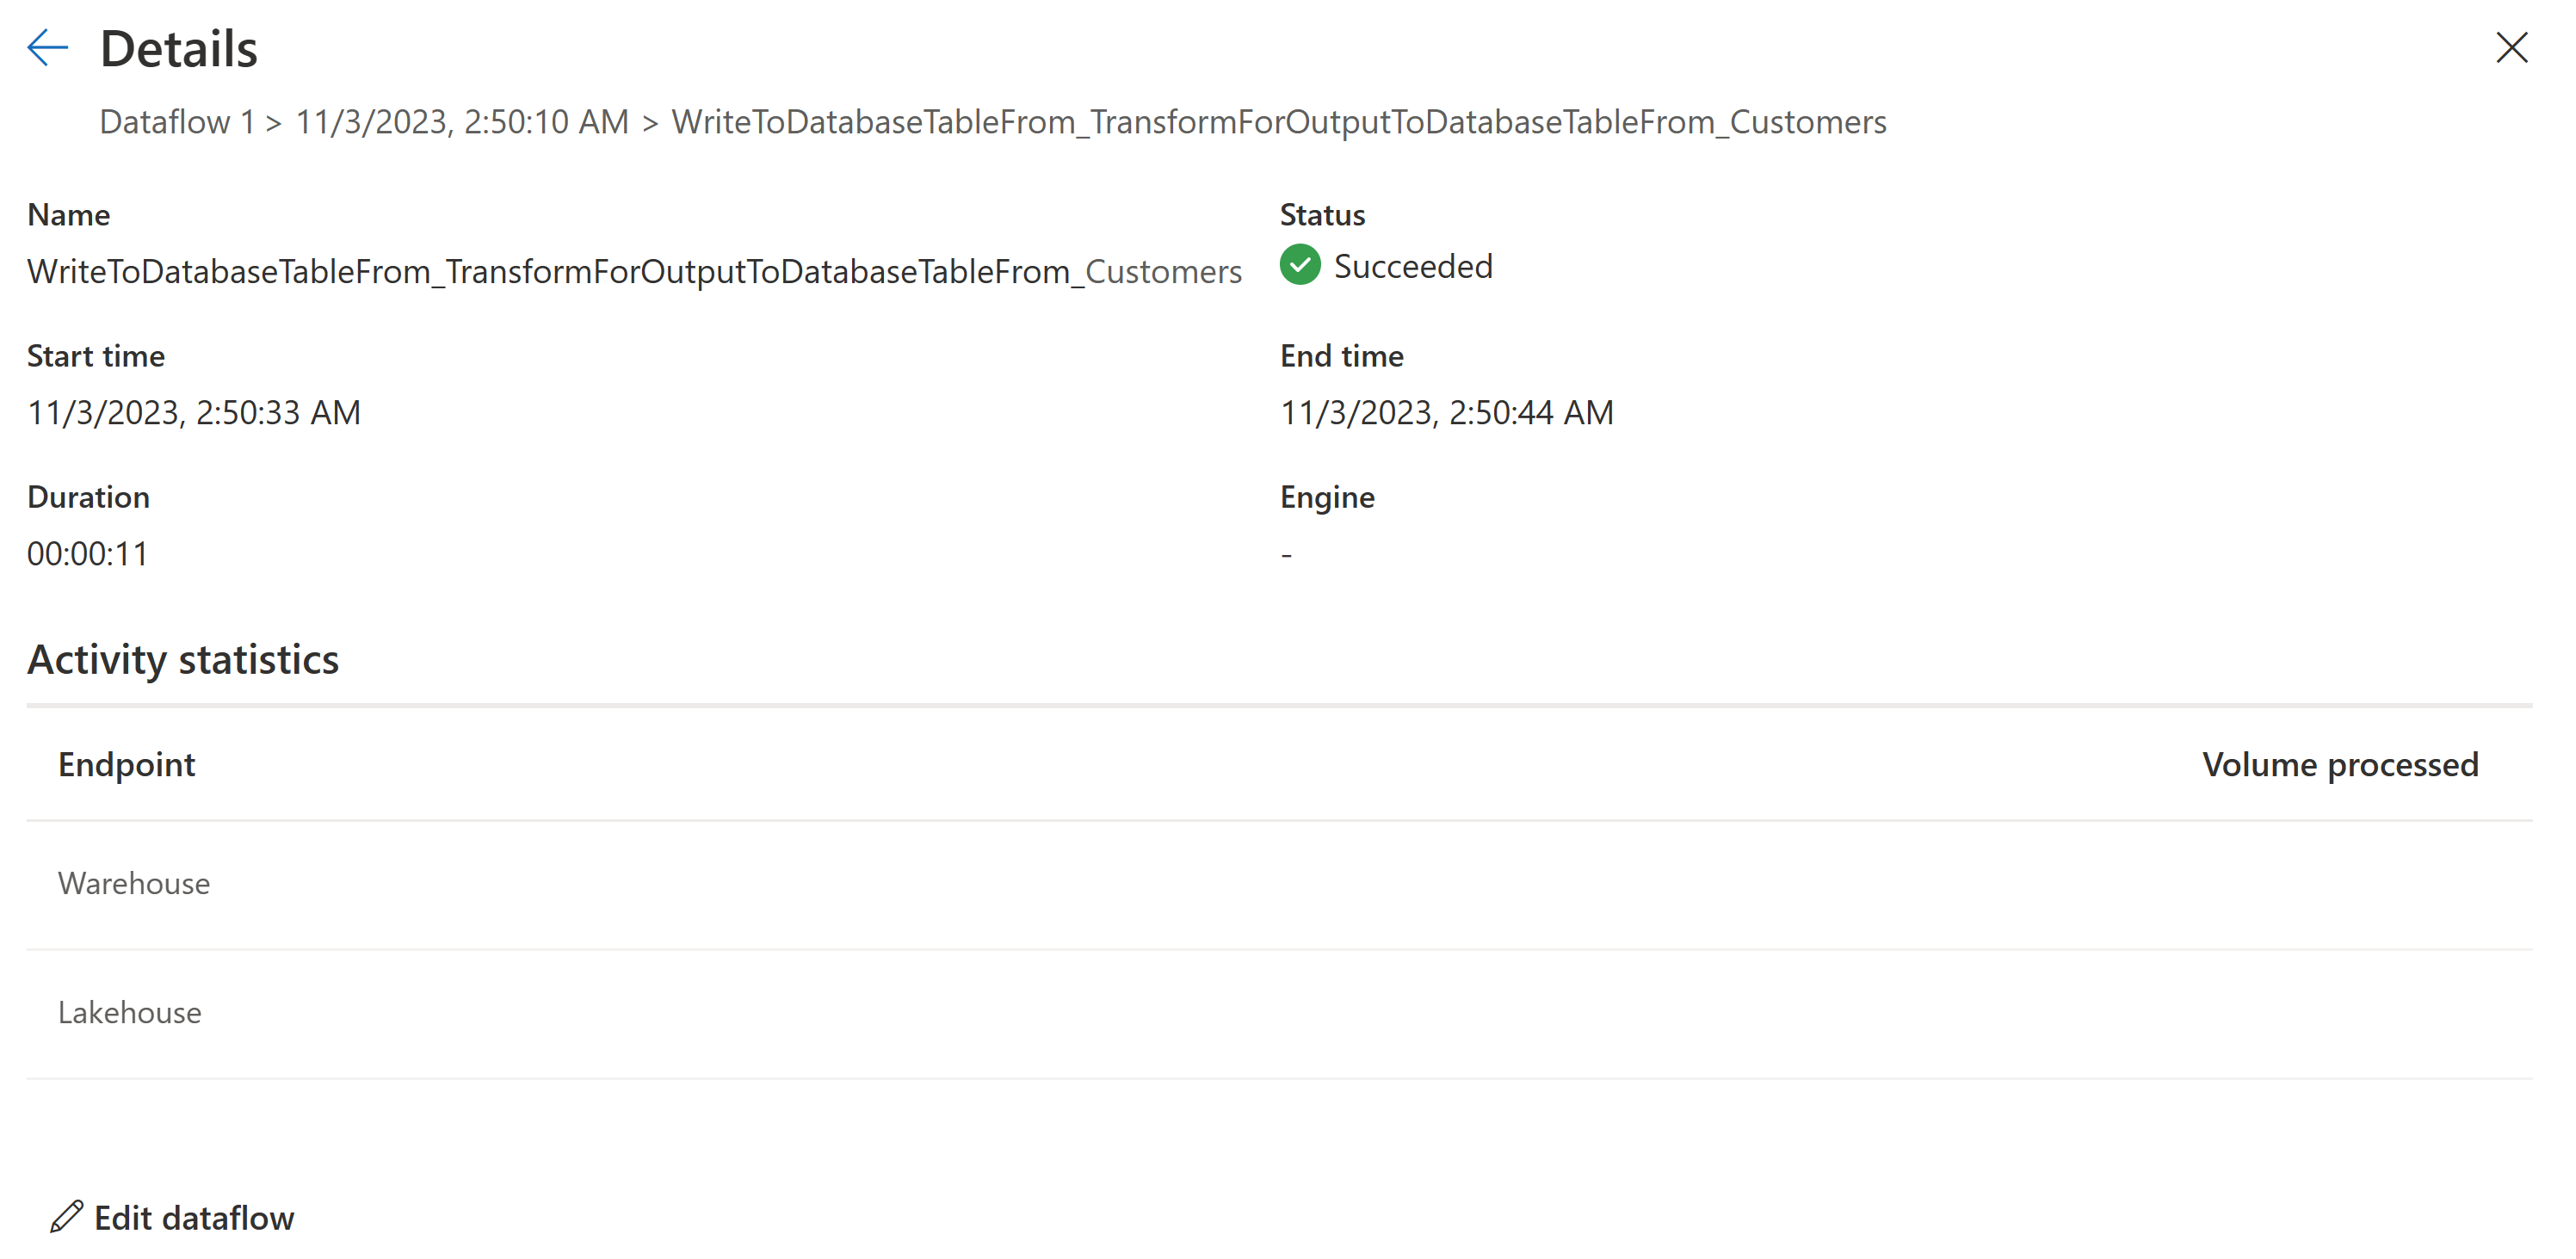 Details
Dataflow 1 > 11/3/2023, 2:50:10 AM > WriteToDatabaseTableFrom_TransformForOutputToDatabaseTableFrom_Customers
Name
WriteToDatabaseTableFrom_TransformForOutputToDatabaseTableFrom_Customers
Status
Succeeded
Start time
11/3/2023, 2:50:33 AM
End time
11/3/2023, 2:50:44 AM
Duration
00:00:11
Engine
-
Activity statistics
Endpoint
Volume processed
Warehouse
Lakehouse
Edit dataflow